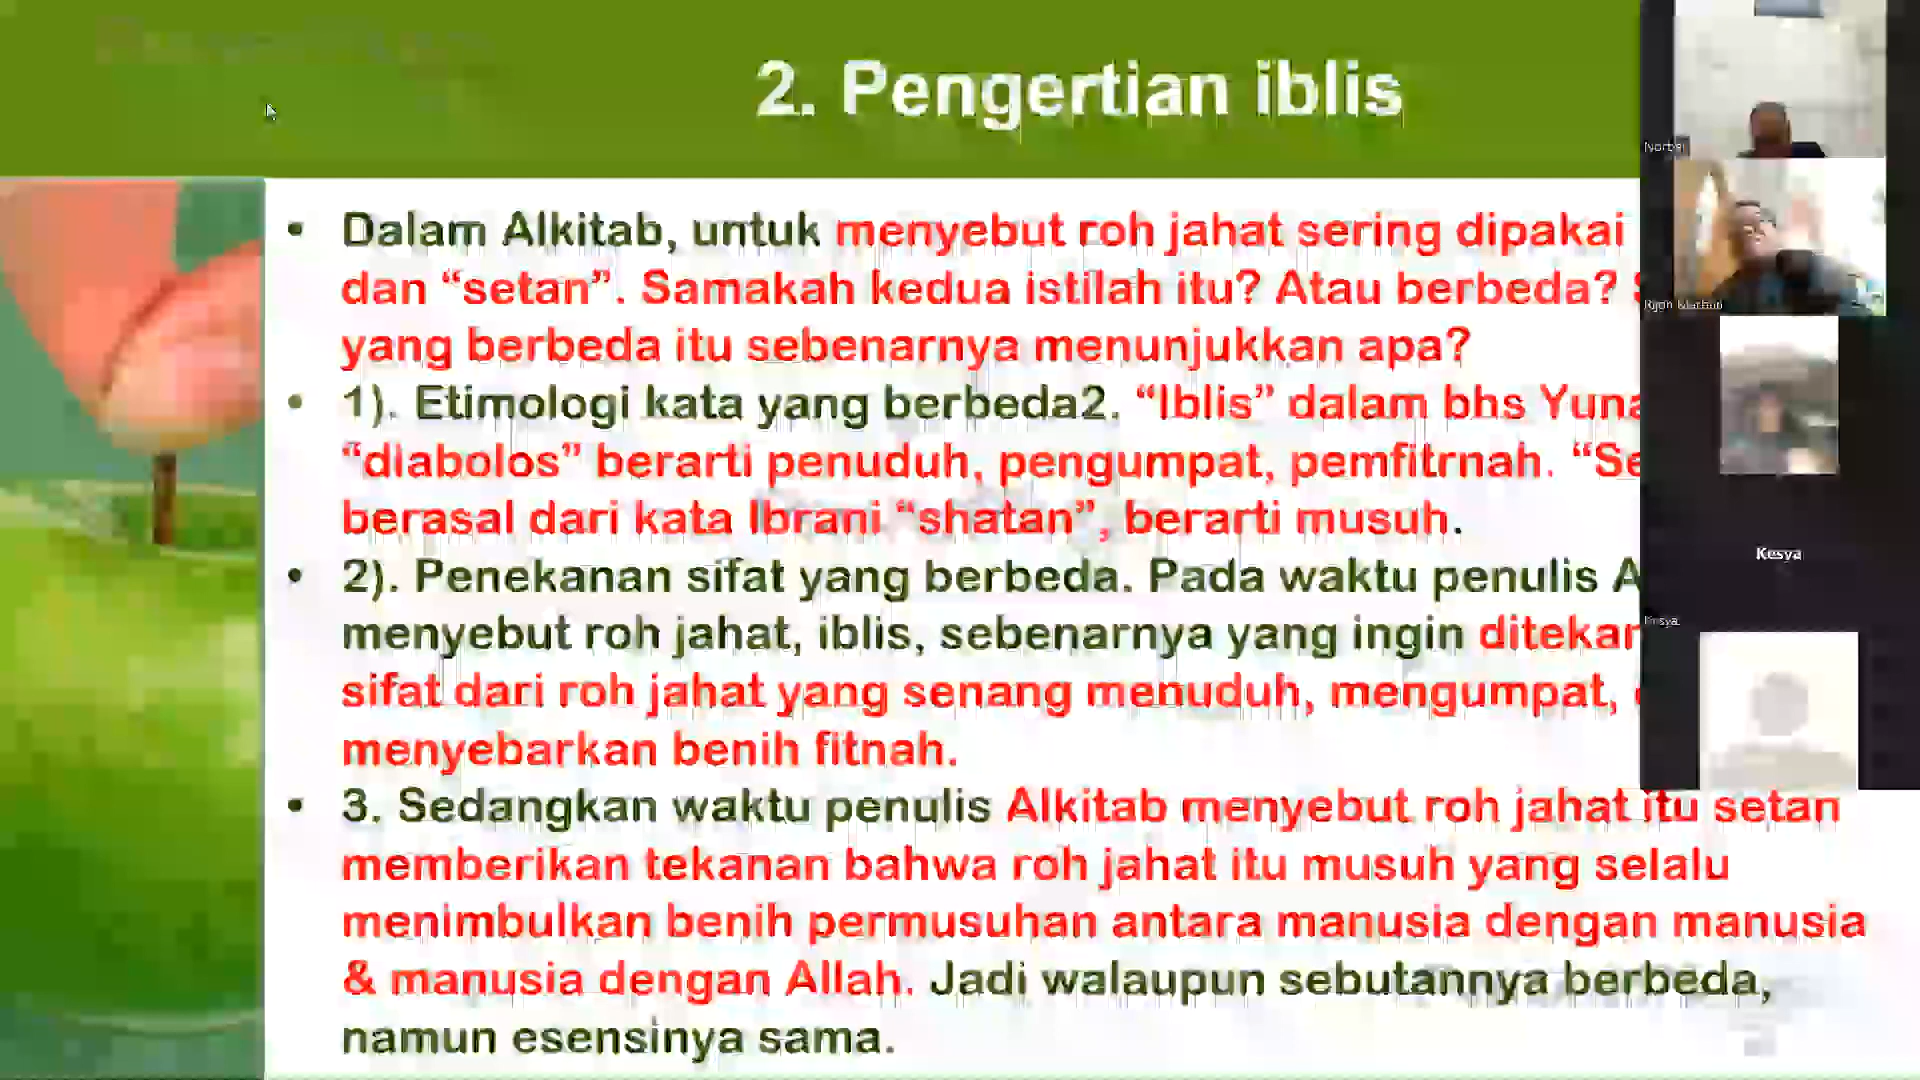 2. Pengertian iblis
• Dalam Alkitab, untuk menyebut roh jahat sering dipakai
dan “setan”. Samakah kedua istilah itu? Atau berbeda?
yang berbeda itu sebenarnya menunjukkan apa?
• 1). Etimologi kata yang berbeda2. “Iblis” dalam bhs
“diabolos” berarti penuduh, pengumpat, pemfitrnah.
berasal dari kata Ibrani “shatan”, berarti musuh.
• 2). Penekanan sifat yang berbeda. Pada waktu penulis
menyebut roh jahat, iblis, sebenarnya yang ingin
sifat dari roh jahat yang senang menuduh, mengumpat,
menyebarkan benih fitnah.
• 3. Sedangkan waktu penulis Alkitab menyebut roh jahat itu setan
memberikan tekanan bahwa roh jahat itu musuh yang selalu
menimbulkan benih permusuhan antara manusia dengan manusia
& manusia dengan Allah. Jadi walaupun sebutannya berbeda,
namun esensinya sama.
Kesya